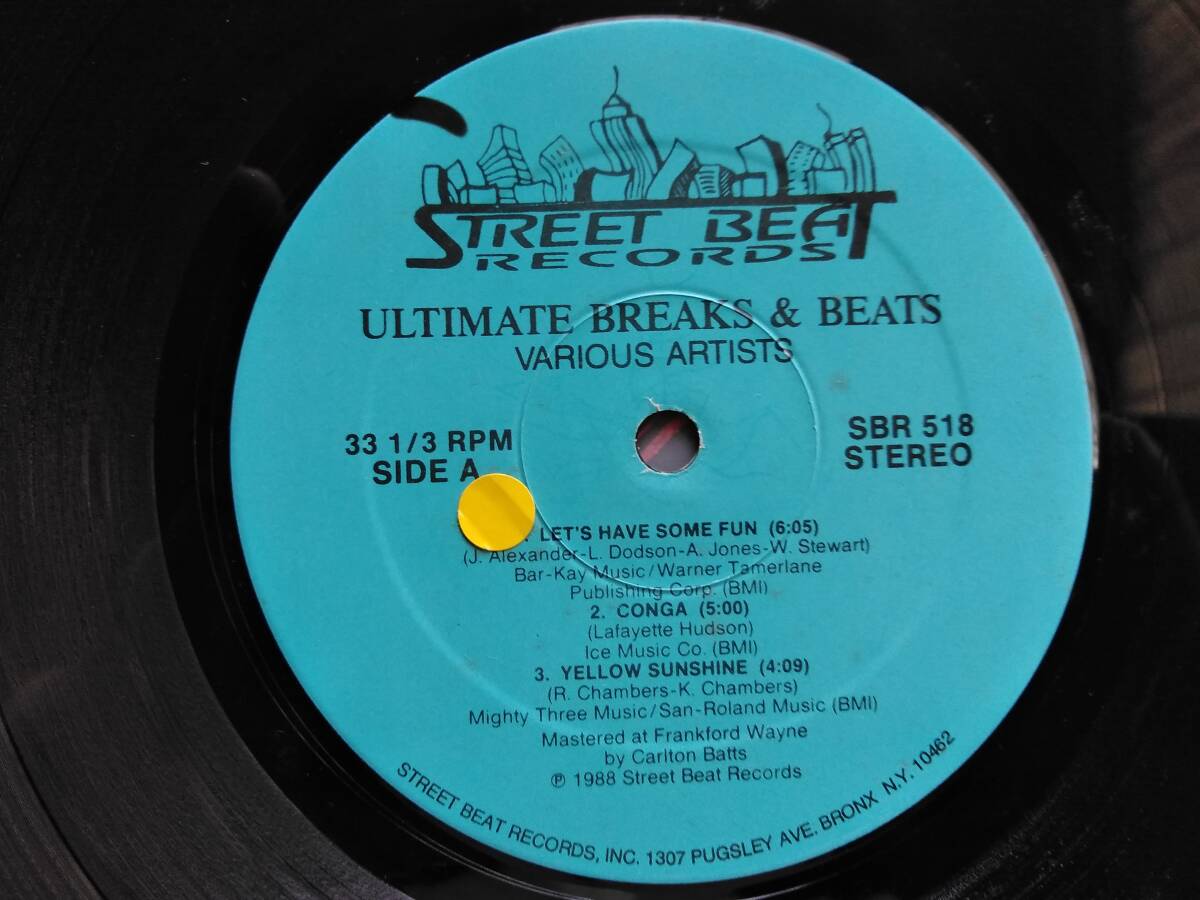 STREET BEAT
RECORDS
ULTIMATE BREAKS & BEATS
VARIOUS ARTISTS
33 1/3 RPM
SIDE A
SBR 518
STEREO
LET'S HAVE SOME FUN (6:05)
(J. Alexander-L. Dodson-A. Jones-W. Stewart)
Bar-Kay Music/Warner Tamerlane
Publishing Corp. (BMI)
2. CONGA (5:00)
(Lafayette Hudson)
Ice Music Co. (BMI)
3. YELLOW SUNSHINE (4:09)
(R. Chambers-K. Chambers)
Mighty Three Music/San-Roland Music (BMI)
Mastered at Frankford Wayne
by Carlton Batts
℗ 1988 Street Beat Records
STREET BEAT RECORDS, INC. 1307 PUGSLEY AVE. BRONX N.Y. 10462